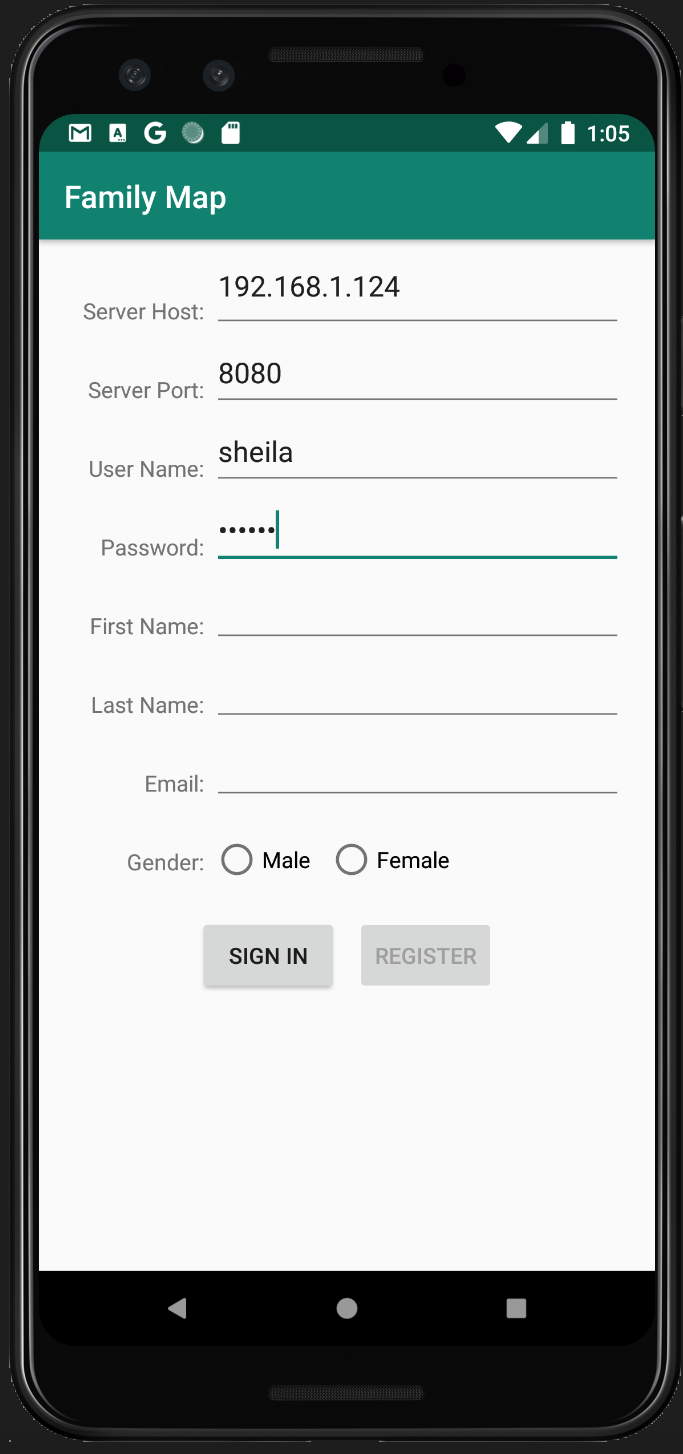 1:05
Family Map
Server Host: 192.168.1.124
Server Port: 8080
User Name: sheila
Password: ••••••
First Name:
Last Name:
Email:
Gender: Male Female
SIGN IN REGISTER